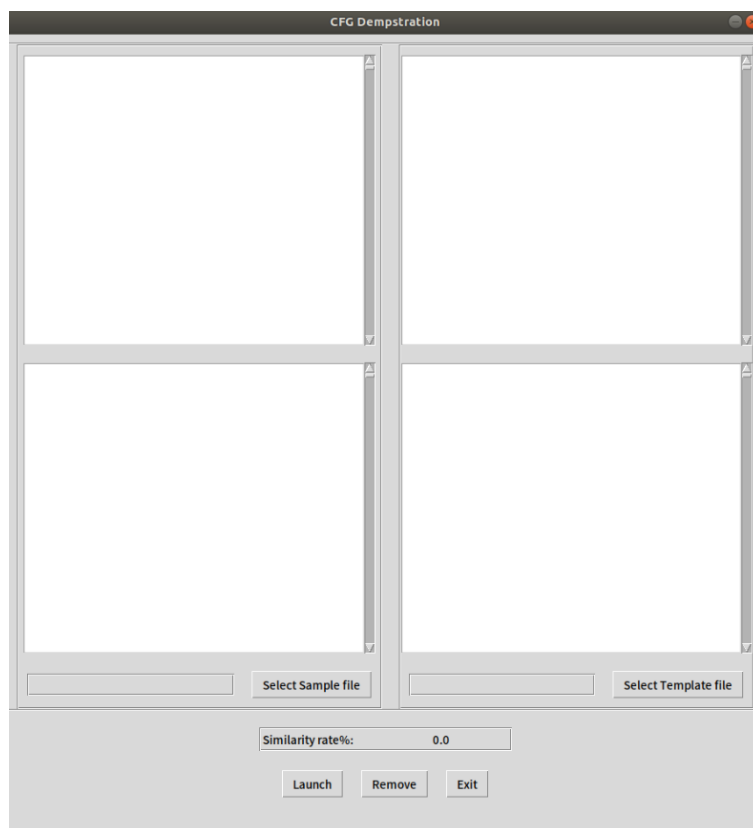 CFG Dempstration
Select Sample file
Select Template file
Similarity rate%: 0.0
Launch Remove Exit